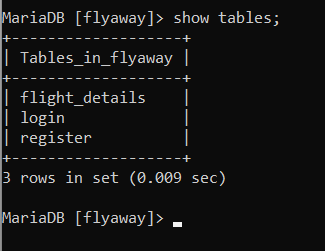 MariaDB [flyaway]> show tables;
+-------------------+
| Tables_in_flyaway |
+-------------------+
| flight_details    |
| login             |
| register          |
+-------------------+
3 rows in set (0.009 sec)
MariaDB [flyaway]> _